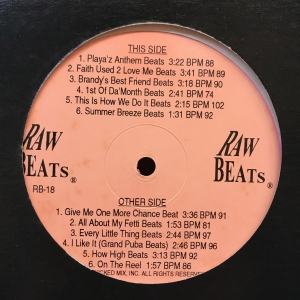 THIS SIDE
1. Playa'z Anthem Beats 3:22 BPM 88
2. Faith Used 2 Love Me Beats 3:41 BPM 89
3. Brandy's Best Friend Beats 3:18 BPM 90
4. 1st Of Da'Month Beats 2:41 BPM 74
5. This Is How We Do It Beats 2:15 BPM 102
6. Summer Breeze Beats 1:31 BPM 92
RAW
BEATs®
RAW
BEATs®
RB-18
OTHER SIDE
1. Give Me One More Chance Beat 3:36 BPM 91
2. All About My Fetti Beats 1:53 BPM 81
3. Every Little Thing Beats 2:44 BPM 97
4. I Like It (Grand Puba Beats) 2:46 BPM 96
5. How High Beats 3:13 BPM 92
6. On The Reel 1:57 BPM 86
MIX, INC. ALL RIGHTS